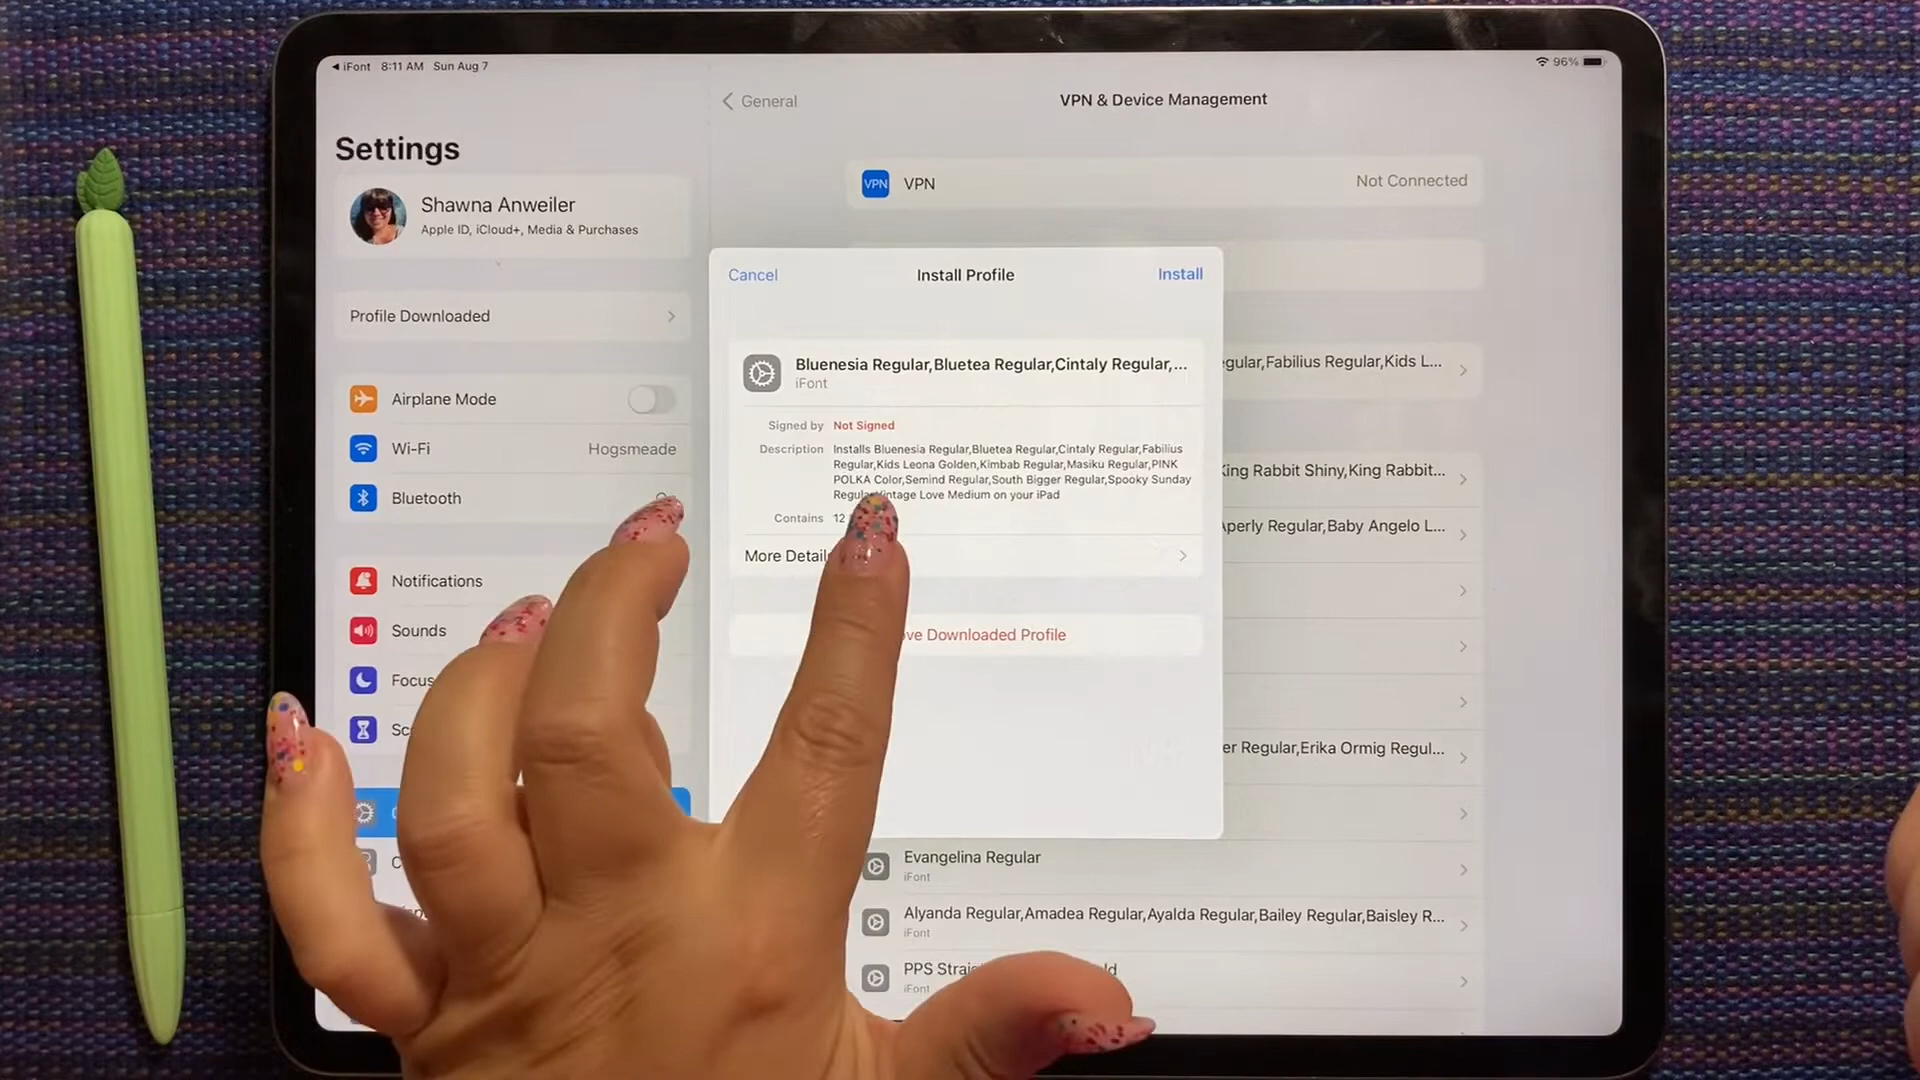 iFont 8:11 AM Sun Aug 7
96%
Settings
Shawna Anweiler
Apple ID, iCloud+, Media & Purchases
Profile Downloaded
Airplane Mode
Wi-Fi Hogsmeade
Bluetooth
Notifications
Sounds
Focus
General
VPN & Device Management
VPN VPN Not Connected
Cancel Install Profile Install
Bluenesia Regular,Bluetea Regular,Cintaly Regular,...
iFont
Signed by Not Signed
Description Installs Bluenesia Regular,Bluetea Regular,Cintaly Regular,Fabilius
Regular,Kids Leona Golden,Kimbab Regular,Masiku Regular,PINK
POLKA Color,Semind Regular,South Bigger Regular,Spooky Sunday
Regular,Vintage Love Medium on your iPad
Contains 12
More Details
Downloaded Profile
Regular,Fabilius Regular,Kids L...
King Rabbit Shiny,King Rabbit...
Regular,Baby Angelo L...
Regular,Erika Ormig Regul...
Evangelina Regular
iFont
Alyanda Regular,Amadea Regular,Ayalda Regular,Bailey Regular,Baisley R...
iFont
PPS
iFont